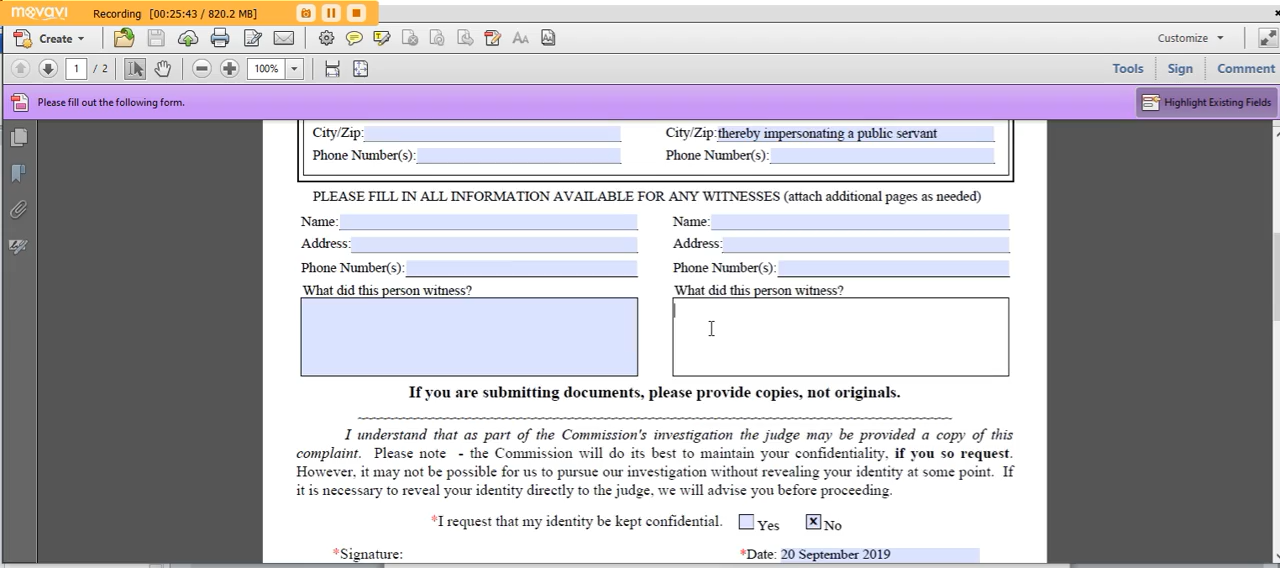 movavi Recording [00:25:43 / 820.2 MB]
Create Customize
1 / 2 100% Tools Sign Comment
Please fill out the following form. Highlight Existing Fields
City/Zip: City/Zip: thereby impersonating a public servant
Phone Number(s): Phone Number(s):
PLEASE FILL IN ALL INFORMATION AVAILABLE FOR ANY WITNESSES (attach additional pages as needed)
Name: Name:
Address: Address:
Phone Number(s): Phone Number(s):
What did this person witness? What did this person witness?
If you are submitting documents, please provide copies, not originals.
I understand that as part of the Commission's investigation the judge may be provided a copy of this
complaint. Please note - the Commission will do its best to maintain your confidentiality, if you so request.
However, it may not be possible for us to pursue our investigation without revealing your identity at some point. If
it is necessary to reveal your identity directly to the judge, we will advise you before proceeding.
*I request that my identity be kept confidential. Yes x No
*Signature: *Date: 20 September 2019